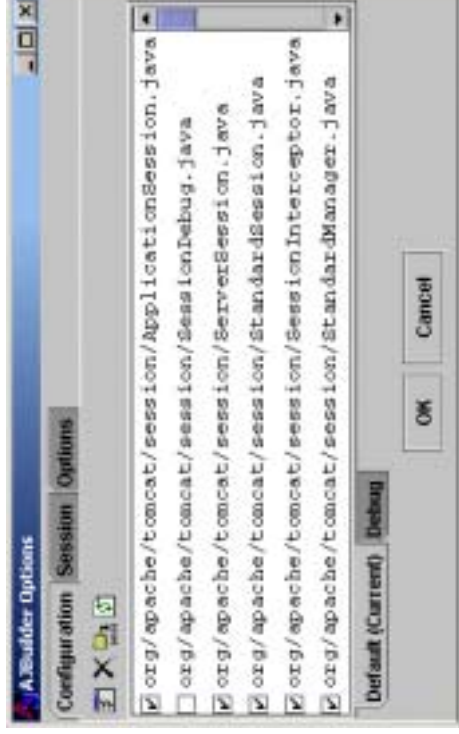 AJBuilder Options
Configuration Session Options
org/apache/tomcat/session/ApplicationSession.java
org/apache/tomcat/session/SessionDebug.java
org/apache/tomcat/session/ServerSession.java
org/apache/tomcat/session/StandardSession.java
org/apache/tomcat/session/SessionInterceptor.java
org/apache/tomcat/session/StandardManager.java
Default (Current) Debug
OK Cancel